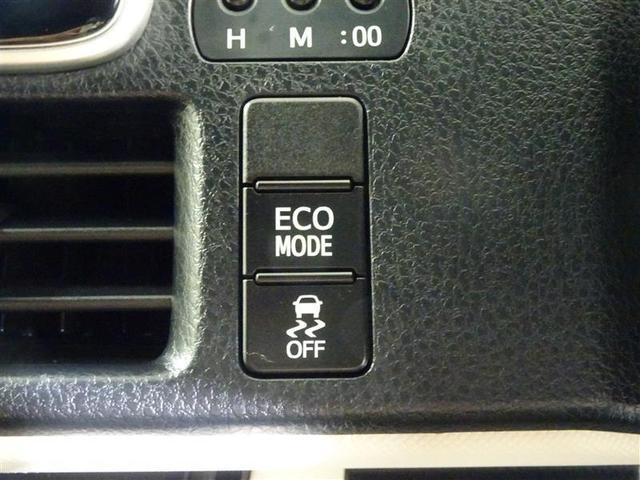 H M :00
ECO
MODE
OFF